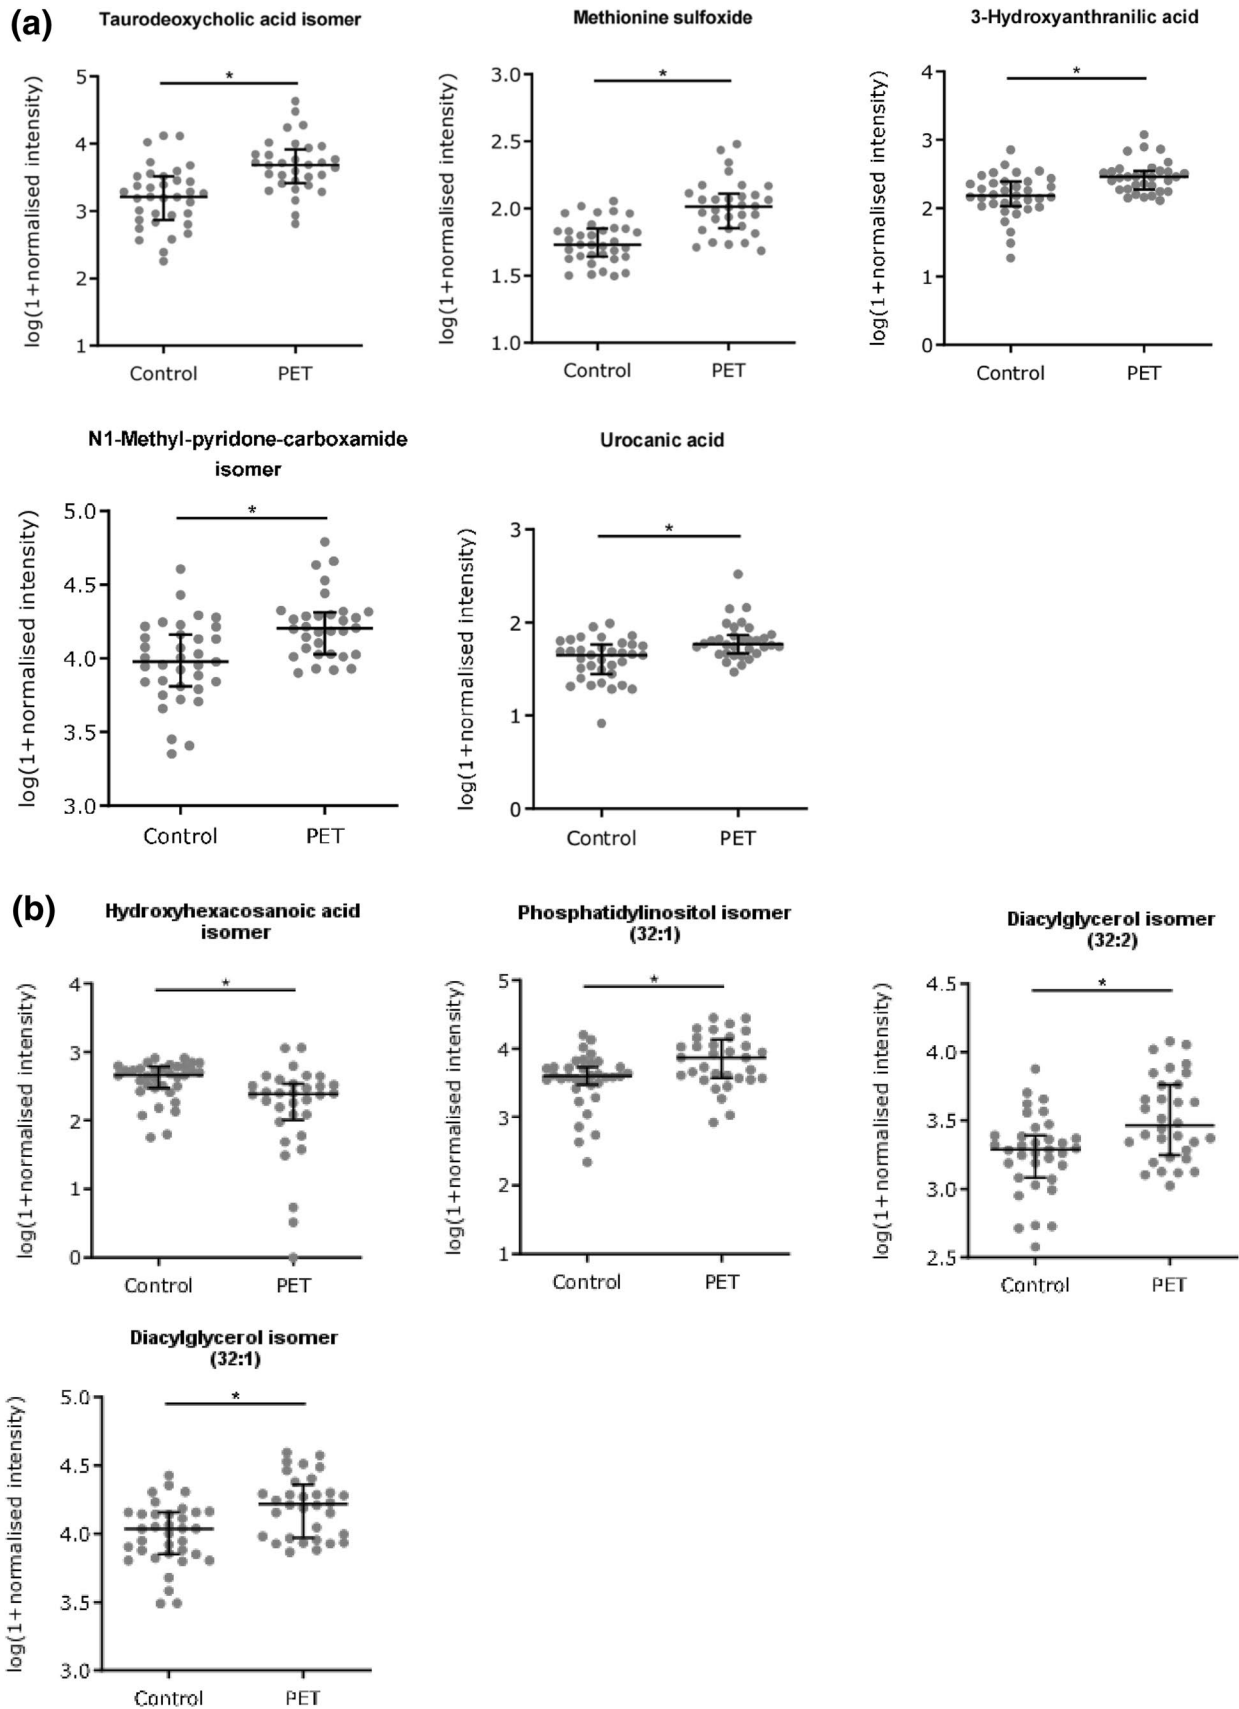 (a)
Taurodeoxycholic acid isomer
*
log(1+normalised intensity)
5
4
3
2
1
Control PET
Methionine sulfoxide
*
log(1+normalised intensity)
3.0
2.5
2.0
1.5
1.0
Control PET
3-Hydroxyanthranilic acid
*
log(1+normalised intensity)
4
3
2
1
0
Control PET
N1-Methyl-pyridone-carboxamide
isomer
*
log(1+normalised intensity)
5.0
4.5
4.0
3.5
3.0
Control PET
Urocanic acid
*
log(1+normalised intensity)
3
2
1
0
Control PET
(b)
Hydroxyhexacosanoic acid
isomer
*
log(1+normalised intensity)
4
3
2
1
0
Control PET
Phosphatidylinositol isomer
(32:1)
*
log(1+normalised intensity)
5
4
3
2
1
Control PET
Diacylglycerol isomer
(32:2)
*
log(1+normalised intensity)
4.5
4.0
3.5
3.0
2.5
Control PET
Diacylglycerol isomer
(32:1)
*
log(1+normalised intensity)
5.0
4.5
4.0
3.5
3.0
Control PET